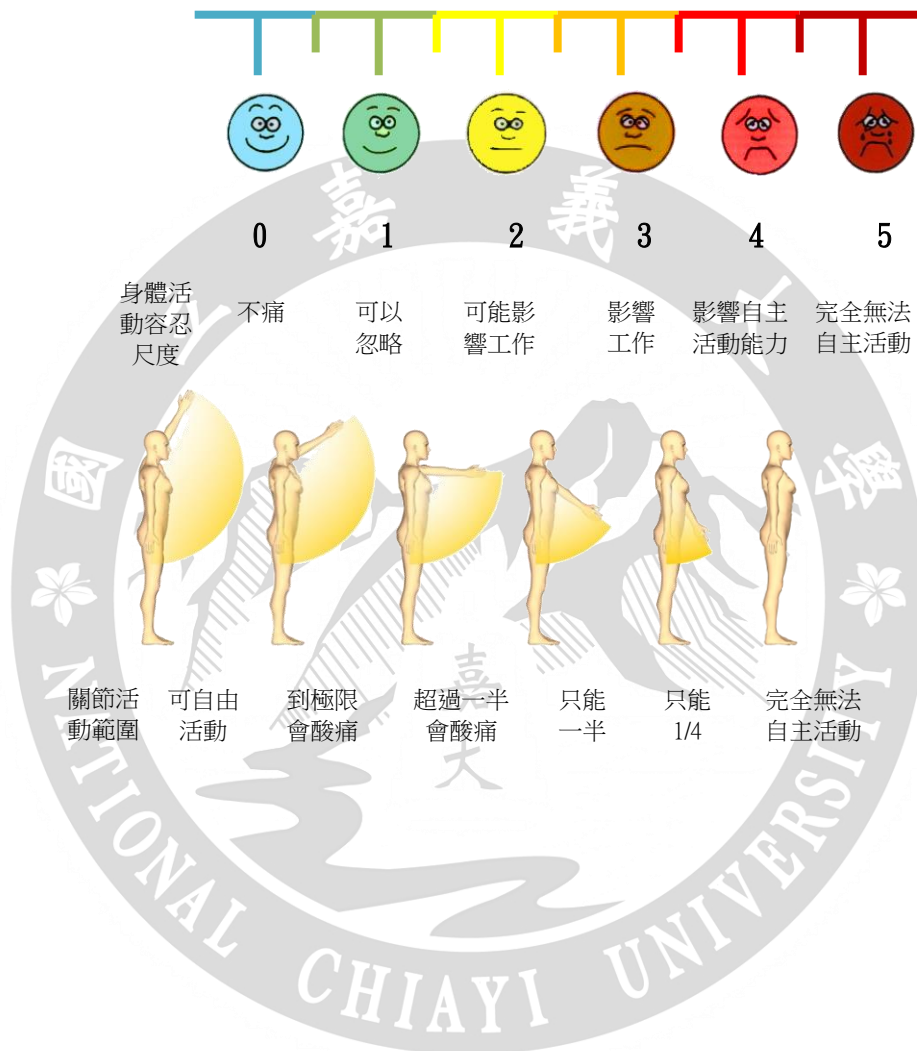 0 1 2 3 4 5
身體活
動容忍
尺度
不痛
可以
忽略
可能影
響工作
影響
工作
影響自主
活動能力
完全無法
自主活動
關節活
動範圍
可自由
活動
到極限
會酸痛
超過一半
會酸痛
只能
一半
只能
1/4
完全無法
自主活動
國立嘉義大學
嘉大
NATIONAL CHIAYI UNIVERSITY